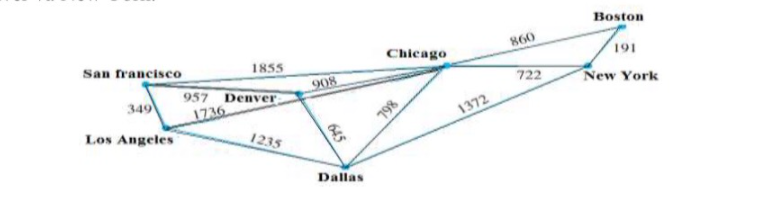 Boston
860
191
Chicago
1855
722
New York
San francisco
908
957
Denver
349
1736
798
1372
645
1235
Los Angeles
Dallas